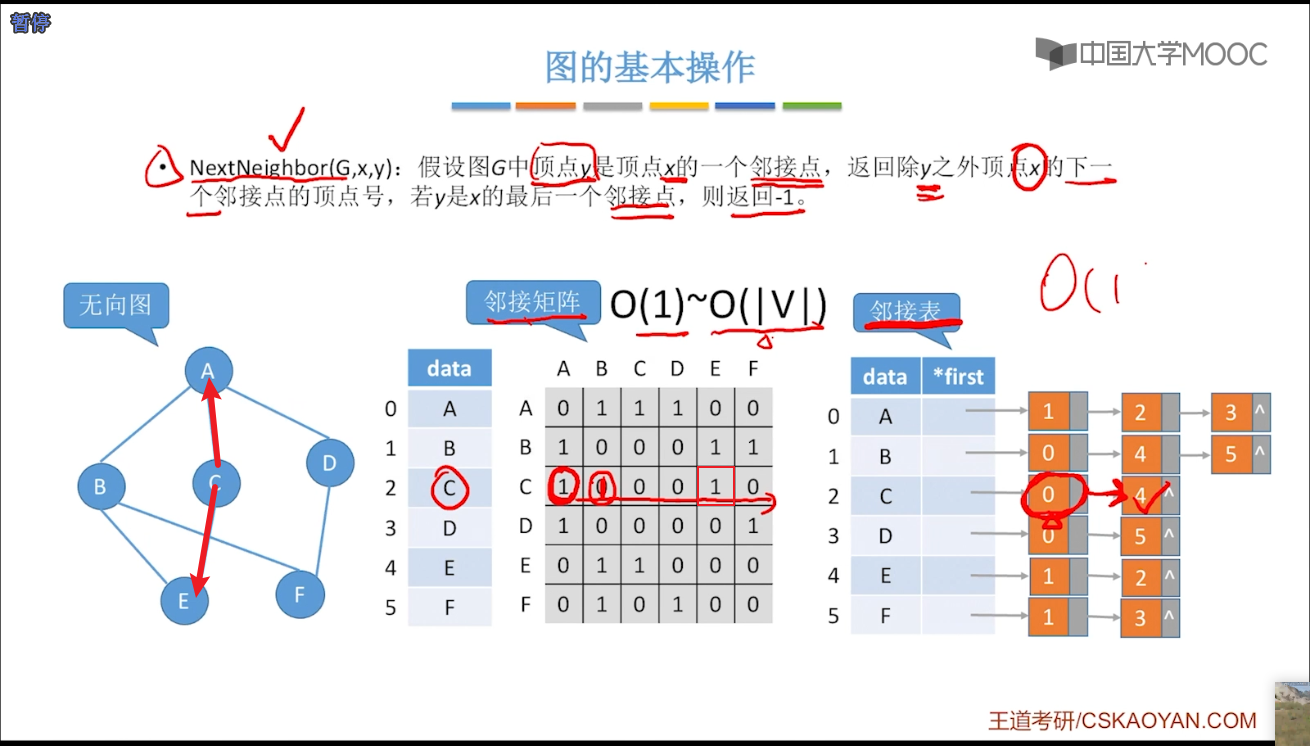 暂停
中国大学MOOC
图的基本操作
• NextNeighbor(G,x,y)：假设图G中顶点y是顶点x的一个邻接点，返回除y之外顶点x的下一
个邻接点的顶点号，若y是x的最后一个邻接点，则返回-1。
无向图
A
B
C
D
E
F
邻接矩阵
O(1)~O(|V|)
data
0 A
1 B
2 C
3 D
4 E
5 F
A B C D E F
A 0 1 1 1 0 0
B 1 0 0 0 1 1
C 1 0 0 0 1 0
D 1 0 0 0 0 1
E 0 1 1 0 0 0
F 0 1 0 1 0 0
邻接表
O(1
data *first
0 A 1 2 3 ^
1 B 0 4 5 ^
2 C 0 4 ^
3 D 0 5 ^
4 E 1 2 ^
5 F 1 3 ^
王道考研/CSKAOYAN.COM